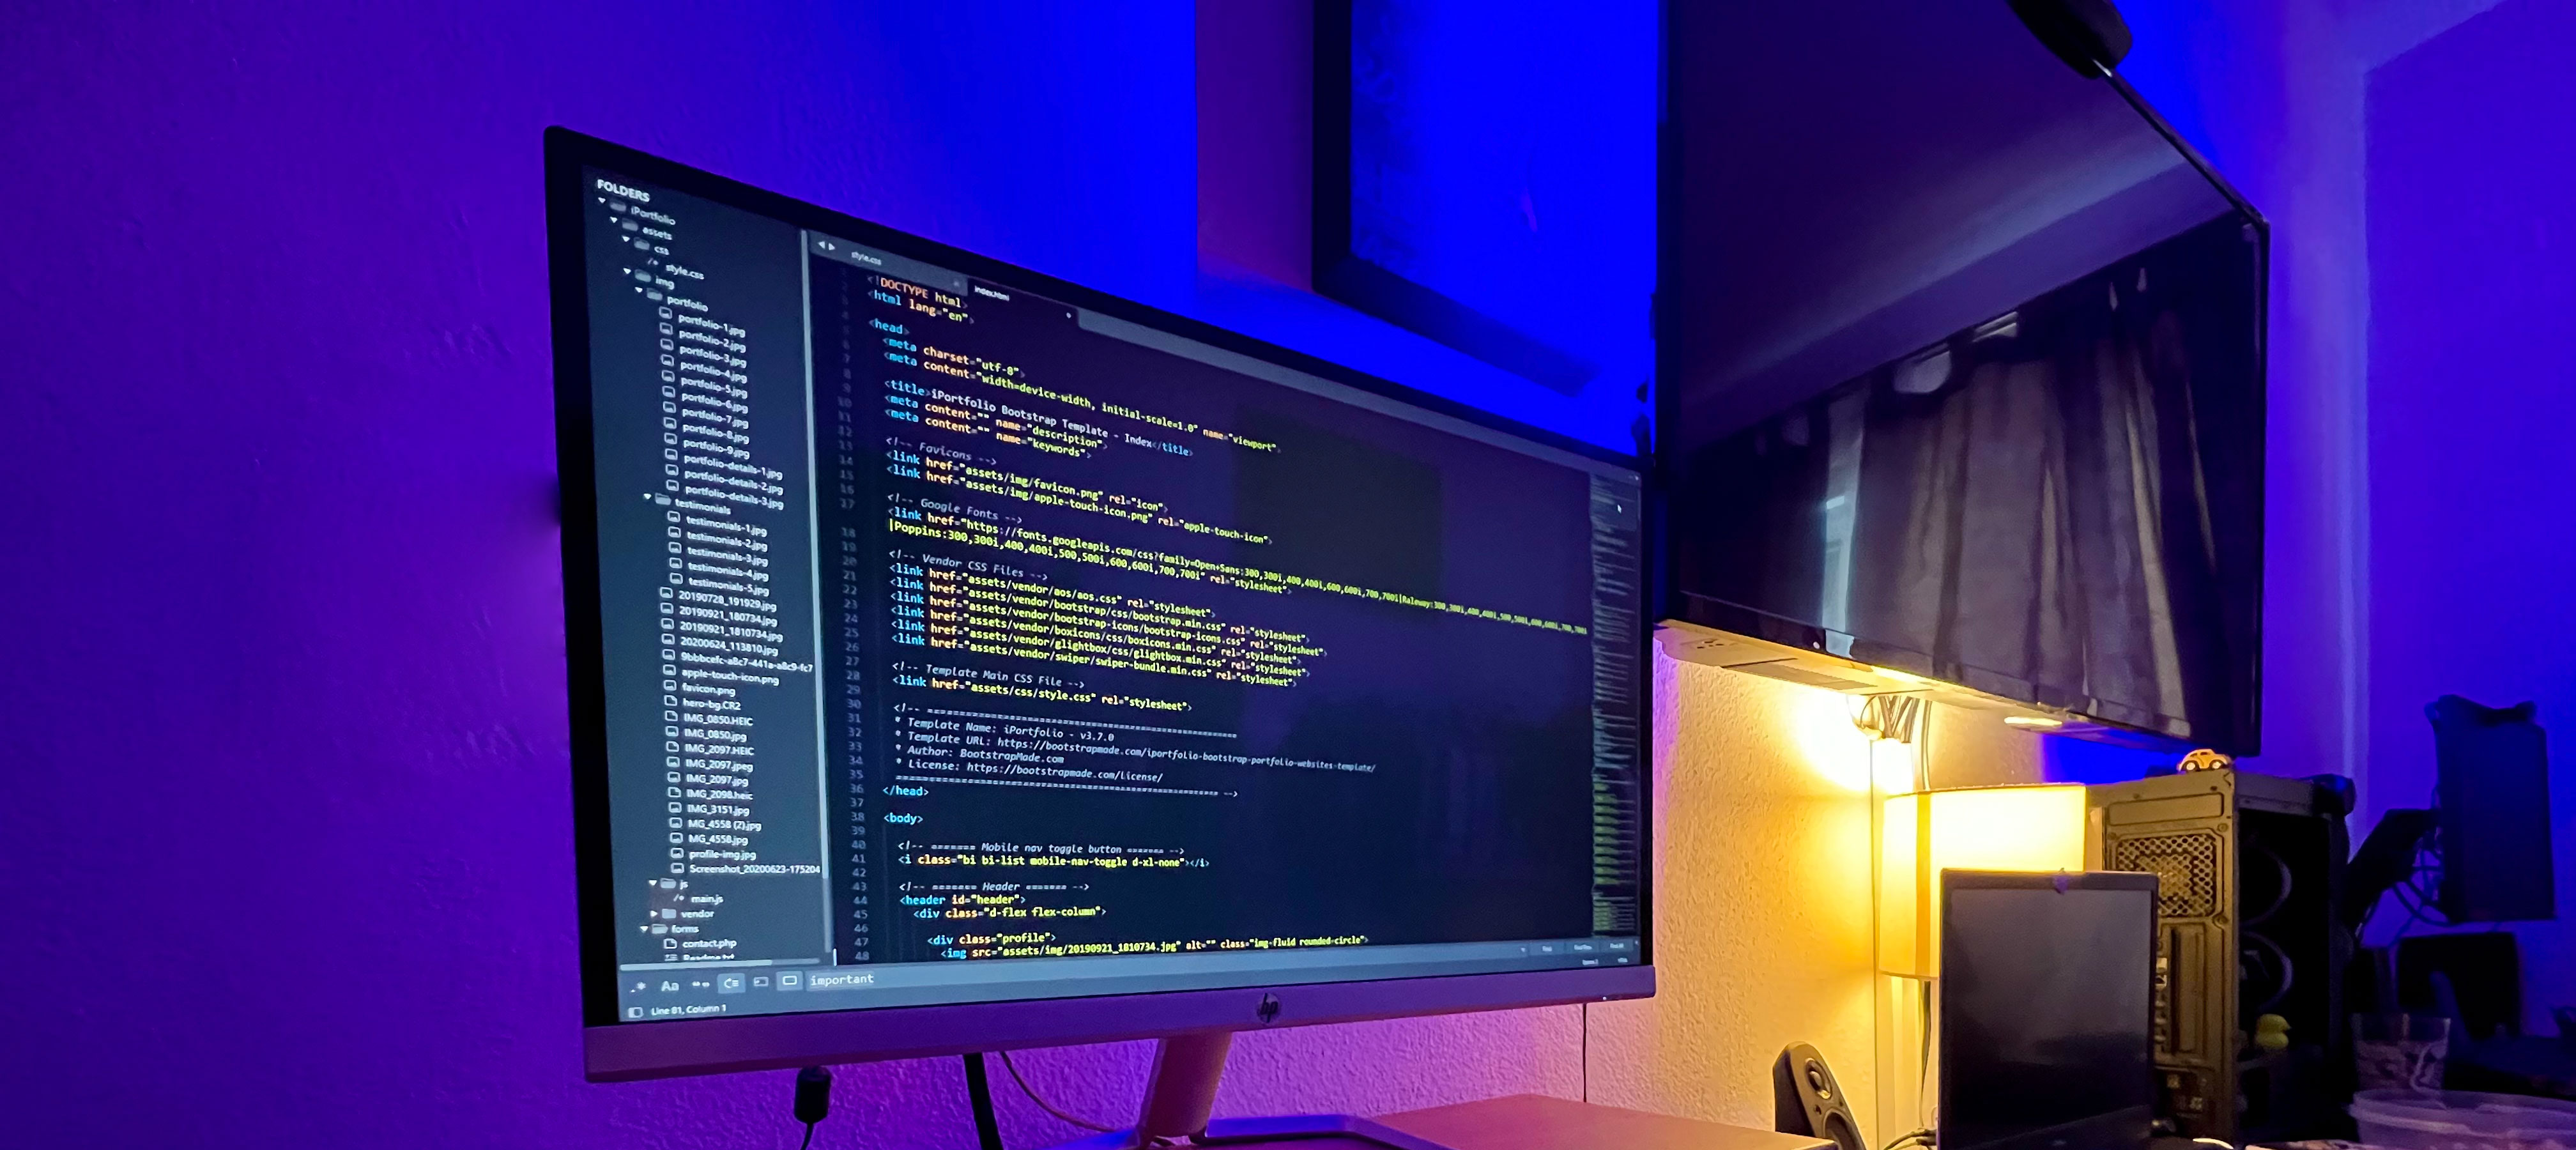 FOLDERS
iPortfolio
assets
css
style.css
img
portfolio
portfolio-1.jpg
portfolio-2.jpg
portfolio-3.jpg
portfolio-4.jpg
portfolio-5.jpg
portfolio-6.jpg
portfolio-7.jpg
portfolio-8.jpg
portfolio-9.jpg
portfolio-details-1.jpg
portfolio-details-2.jpg
portfolio-details-3.jpg
testimonials
testimonials-1.jpg
testimonials-2.jpg
testimonials-3.jpg
testimonials-4.jpg
testimonials-5.jpg
20190728_191929.jpg
20190921_180734.jpg
20190921_1810734.jpg
20200624_113810.jpg
9bbbcefc-a8c7-441a-a8c9-fc7
apple-touch-icon.png
favicon.png
hero-bg.CR2
IMG_0850.HEIC
IMG_0850.jpg
IMG_2097.HEIC
IMG_2097.jpeg
IMG_2097.jpg
IMG_2098.heic
IMG_3151.jpg
MG_4558 (2).jpg
MG_4558.jpg
profile-img.jpg
Screenshot_20200623-175204
js
main.js
vendor
forms
contact.php
Readme.txt
style.css
index.html
<!DOCTYPE html>
<html lang="en">
<head>
<meta charset="utf-8">
<meta content="width=device-width, initial-scale=1.0" name="viewport">
<title>iPortfolio Bootstrap Template - Index</title>
<meta content="" name="description">
<meta content="" name="keywords">
<!-- Favicons -->
<link href="assets/img/favicon.png" rel="icon">
<link href="assets/img/apple-touch-icon.png" rel="apple-touch-icon">
<!-- Google Fonts -->
<link href="https://fonts.googleapis.com/css?family=Open+Sans:300,300i,400,400i,600,600i,700,700i|Raleway:300,300i,400,400i,500,500i,600,600i,700,700i
|Poppins:300,300i,400,400i,500,500i,600,600i,700,700i" rel="stylesheet">
<!-- Vendor CSS Files -->
<link href="assets/vendor/aos/aos.css" rel="stylesheet">
<link href="assets/vendor/bootstrap/css/bootstrap.min.css" rel="stylesheet">
<link href="assets/vendor/bootstrap-icons/bootstrap-icons.css" rel="stylesheet">
<link href="assets/vendor/boxicons/css/boxicons.min.css" rel="stylesheet">
<link href="assets/vendor/glightbox/css/glightbox.min.css" rel="stylesheet">
<link href="assets/vendor/swiper/swiper-bundle.min.css" rel="stylesheet">
<!-- Template Main CSS File -->
<link href="assets/css/style.css" rel="stylesheet">
<!-- =======================================================
* Template Name: iPortfolio - v3.7.0
* Template URL: https://bootstrapmade.com/iportfolio-bootstrap-portfolio-websites-template/
* Author: BootstrapMade.com
* License: https://bootstrapmade.com/license/
======================================================== -->
</head>
<body>
<!-- ======= Mobile nav toggle button ======= -->
<i class="bi bi-list mobile-nav-toggle d-xl-none"></i>
<!-- ======= Header ======= -->
<header id="header">
<div class="d-flex flex-column">
<div class="profile">
<img src="assets/img/20190921_1810734.jpg" alt="" class="img-fluid rounded-circle">
Aa
important
Line 81, Column 1
hp